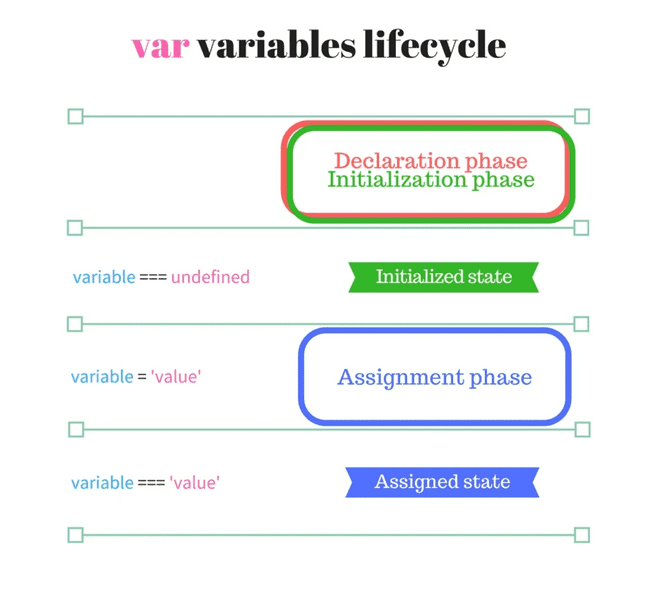 var variables lifecycle
Declaration phase
Initialization phase
variable === undefined
Initialized state
variable = 'value'
Assignment phase
variable === 'value'
Assigned state